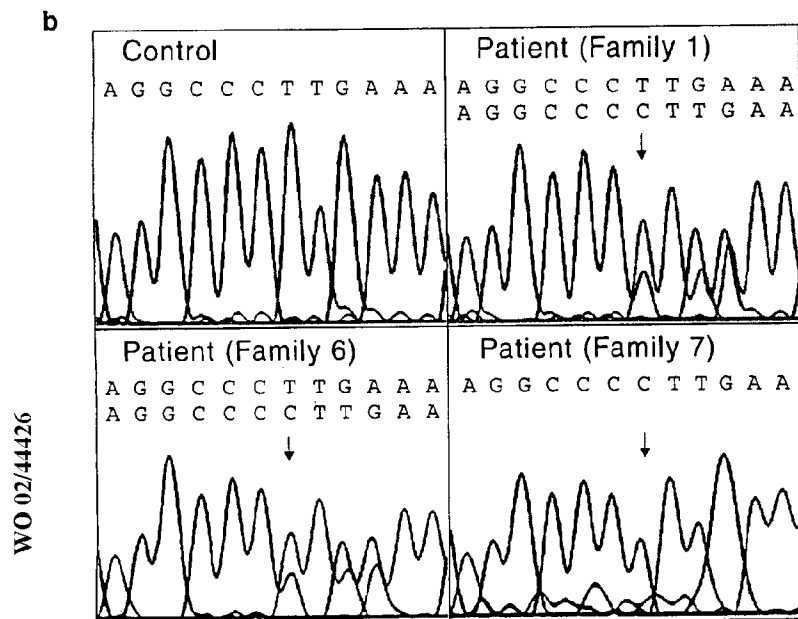 b
Control
A G G C C C T T G A A A
Patient (Family 1)
A G G C C C T T G A A A
A G G C C C C T T G A A
Patient (Family 6)
A G G C C C T T G A A A
A G G C C C C T T G A A
Patient (Family 7)
A G G C C C C T T G A A
WO 02/44426